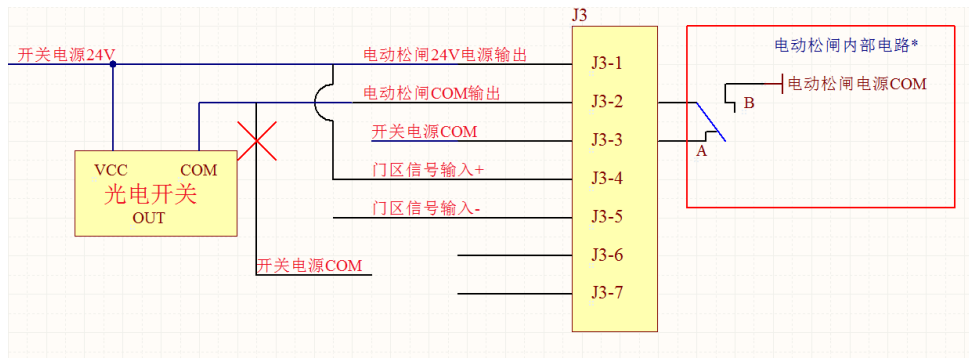 J3
开关电源24V
电动松闸24V电源输出
J3-1
电动松闸内部电路*
电动松闸COM输出
J3-2
电动松闸电源COM
B
开关电源COM
J3-3
A
VCC
COM
门区信号输入+
J3-4
光电开关
OUT
门区信号输入-
J3-5
开关电源COM
J3-6
J3-7